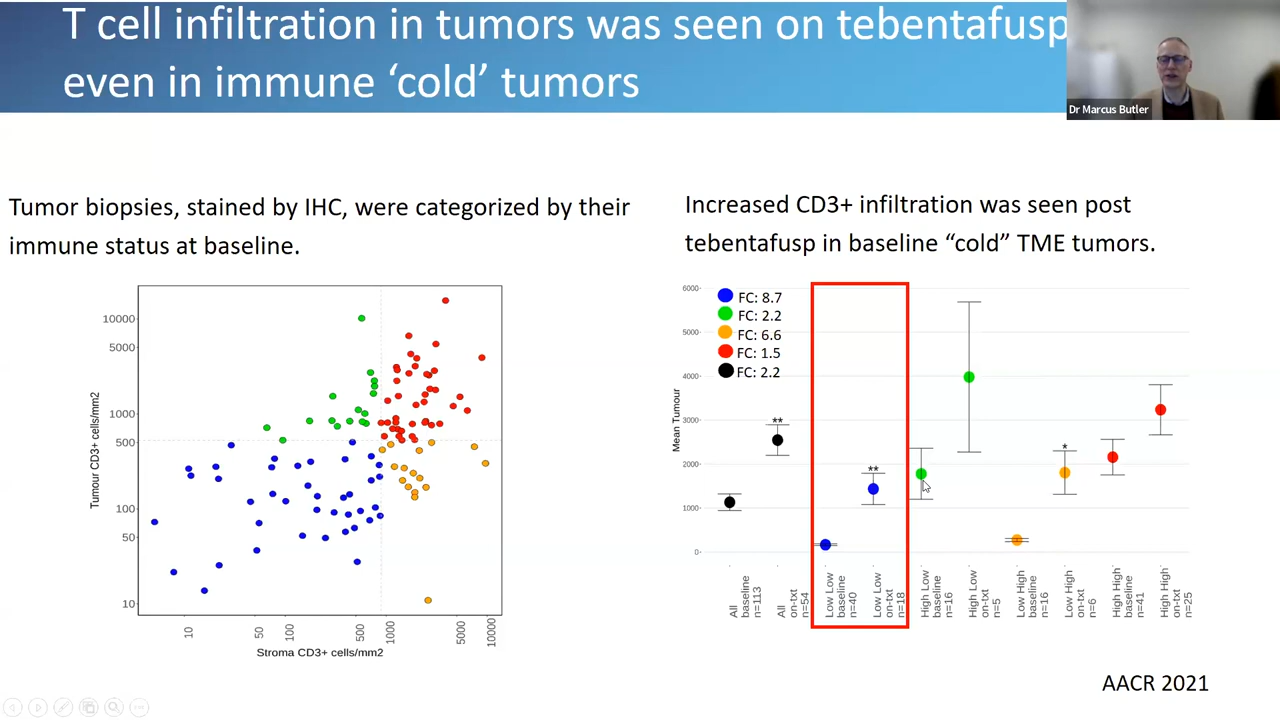 T cell infiltration in tumors was seen on tebentafusp
even in immune ‘cold’ tumors
Dr Marcus Butler
Tumor biopsies, stained by IHC, were categorized by their
immune status at baseline.
Increased CD3+ infiltration was seen post
tebentafusp in baseline “cold” TME tumors.
Tumour CD3+ cells/mm2
10000
5000
1000
500
100
50
10
10
50
100
500
1000
5000
10000
Stroma CD3+ cells/mm2
Mean Tumour
6000
5000
4000
3000
2000
1000
0
FC: 8.7
FC: 2.2
FC: 6.6
FC: 1.5
FC: 2.2
**
**
*
All
baseline
n=113
All
on-txt
n=54
Low Low
baseline
n=40
Low Low
on-txt
n=18
High Low
baseline
n=16
High Low
on-txt
n=5
Low High
baseline
n=16
Low High
on-txt
n=6
High High
baseline
n=41
High High
on-txt
n=25
AACR 2021